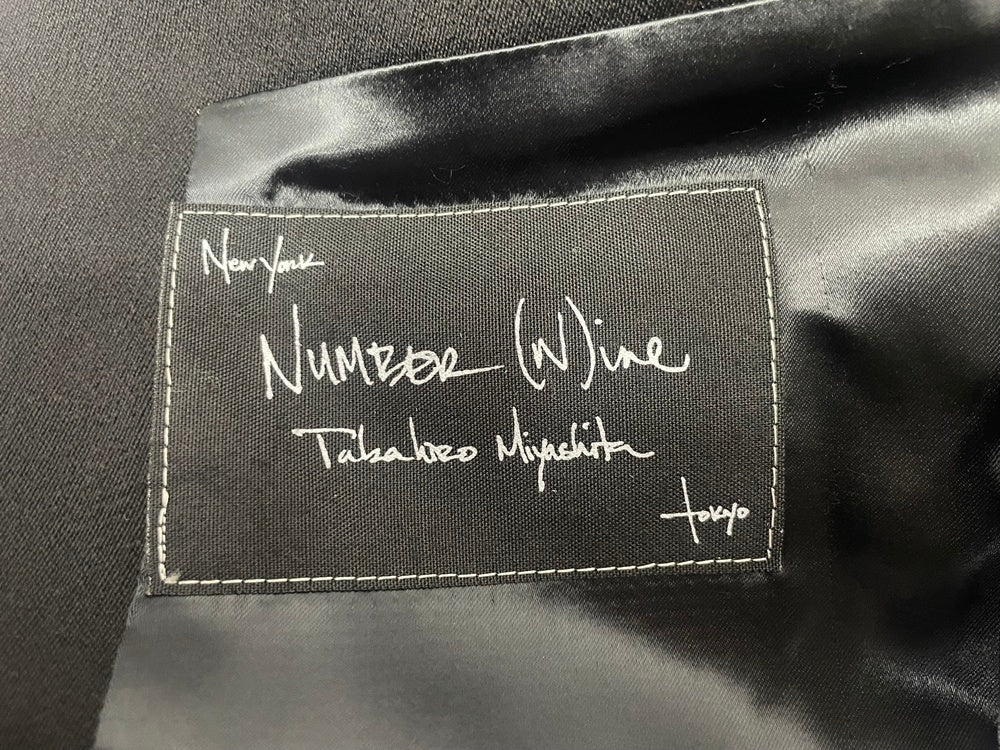 New York
NUMBER (N)ine
Takahiro Miyashita
tokyo